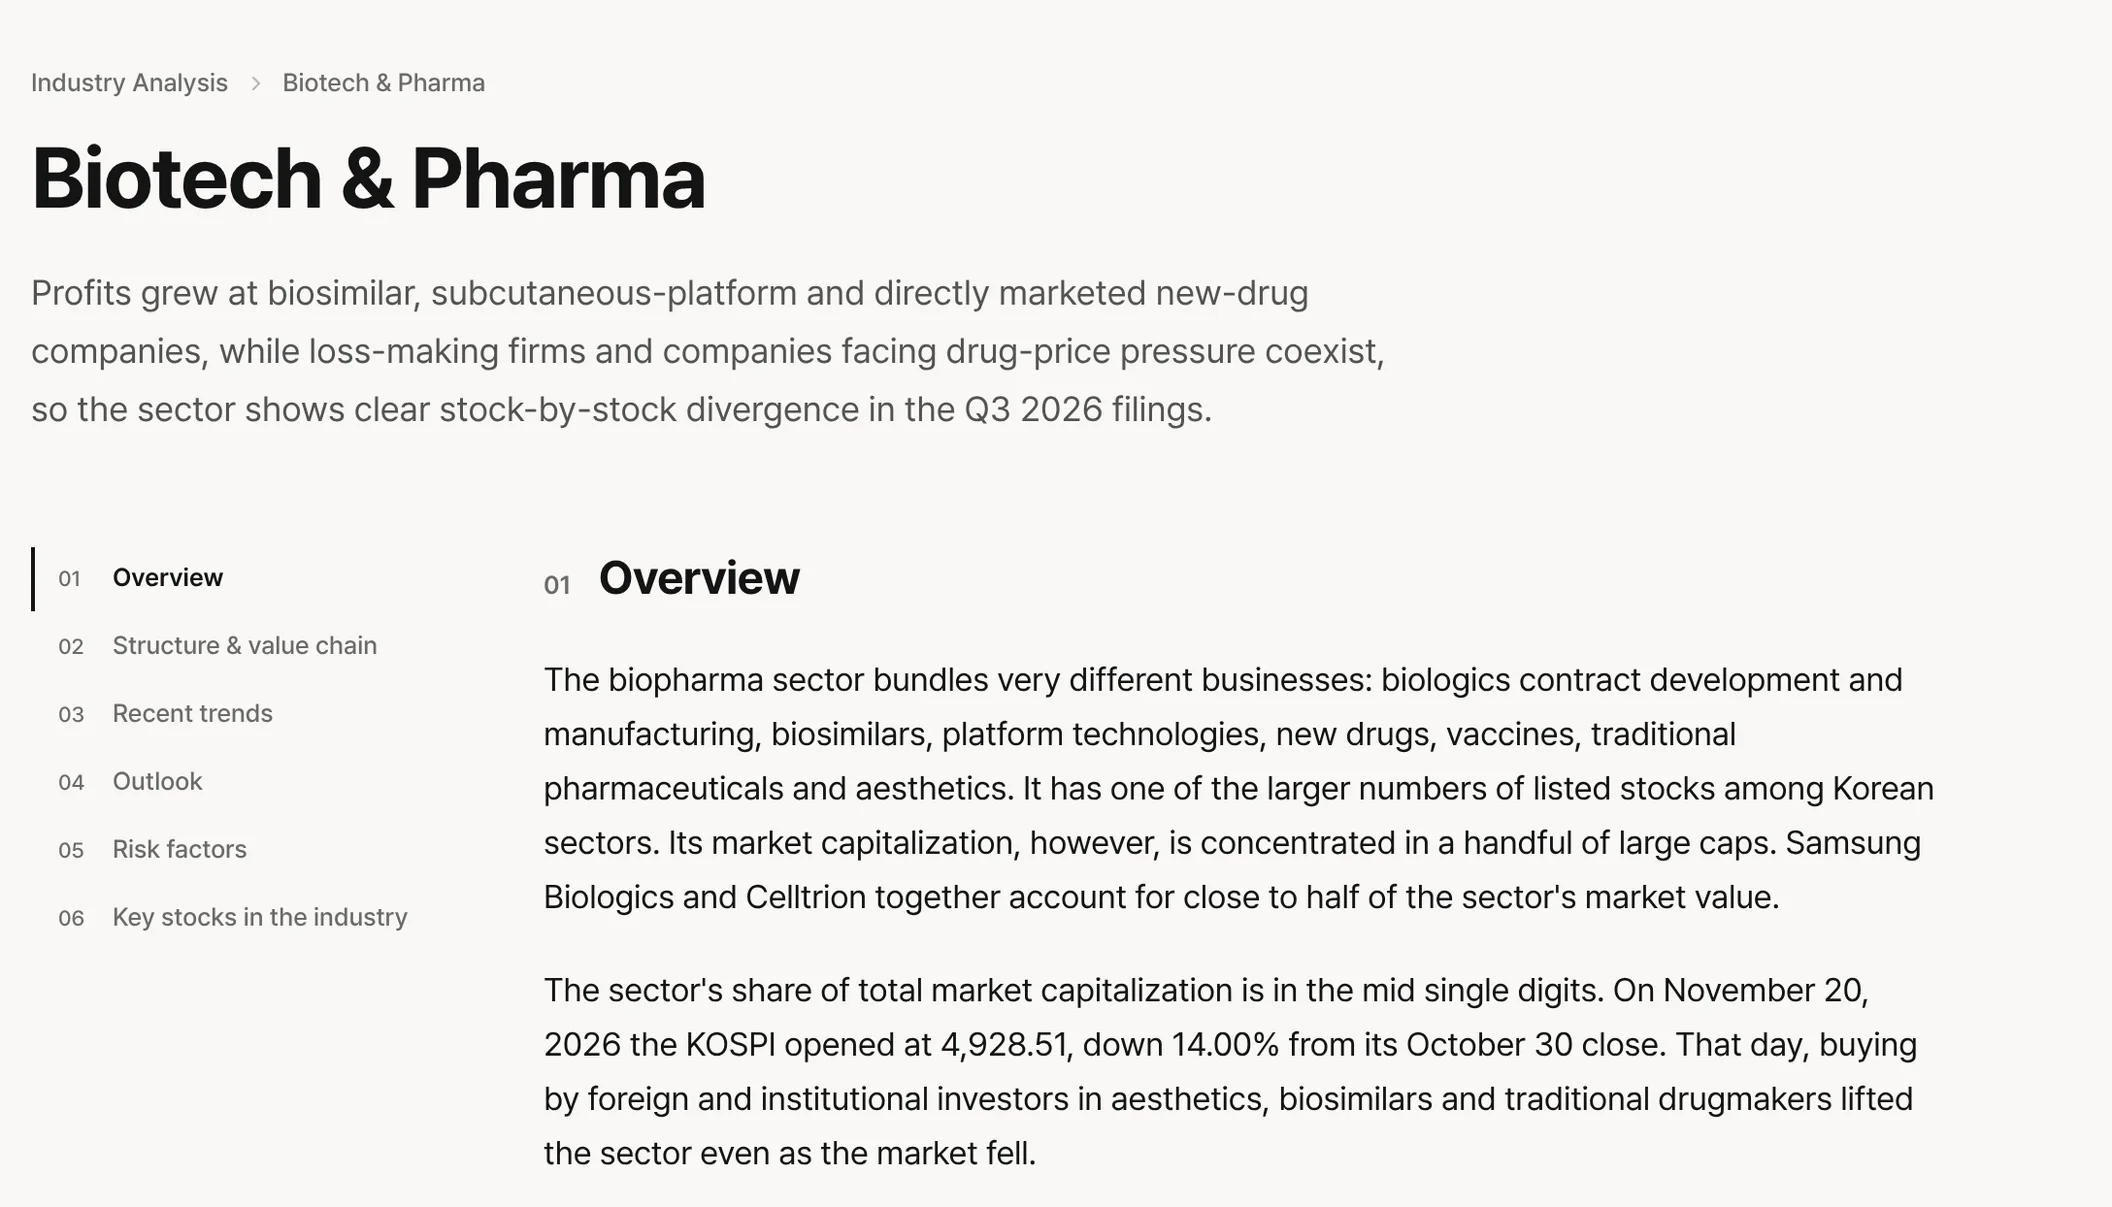 Industry Analysis > Biotech & Pharma
Biotech & Pharma
Profits grew at biosimilar, subcutaneous-platform and directly marketed new-drug
companies, while loss-making firms and companies facing drug-price pressure coexist,
so the sector shows clear stock-by-stock divergence in the Q3 2026 filings.
01 Overview
02 Structure & value chain
03 Recent trends
04 Outlook
05 Risk factors
06 Key stocks in the industry
01 Overview
The biopharma sector bundles very different businesses: biologics contract development and
manufacturing, biosimilars, platform technologies, new drugs, vaccines, traditional
pharmaceuticals and aesthetics. It has one of the larger numbers of listed stocks among Korean
sectors. Its market capitalization, however, is concentrated in a handful of large caps. Samsung
Biologics and Celltrion together account for close to half of the sector's market value.
The sector's share of total market capitalization is in the mid single digits. On November 20,
2026 the KOSPI opened at 4,928.51, down 14.00% from its October 30 close. That day, buying
by foreign and institutional investors in aesthetics, biosimilars and traditional drugmakers lifted
the sector even as the market fell.